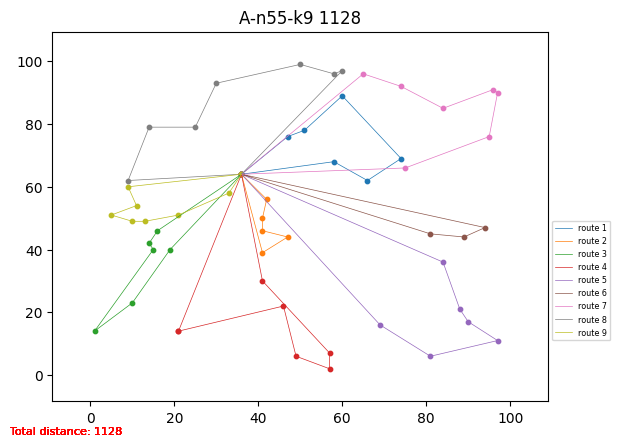 A-n55-k9 1128
100
80
60
40
20
0
0 20 40 60 80 100
route 1
route 2
route 3
route 4
route 5
route 6
route 7
route 8
route 9
Total distance: 1128